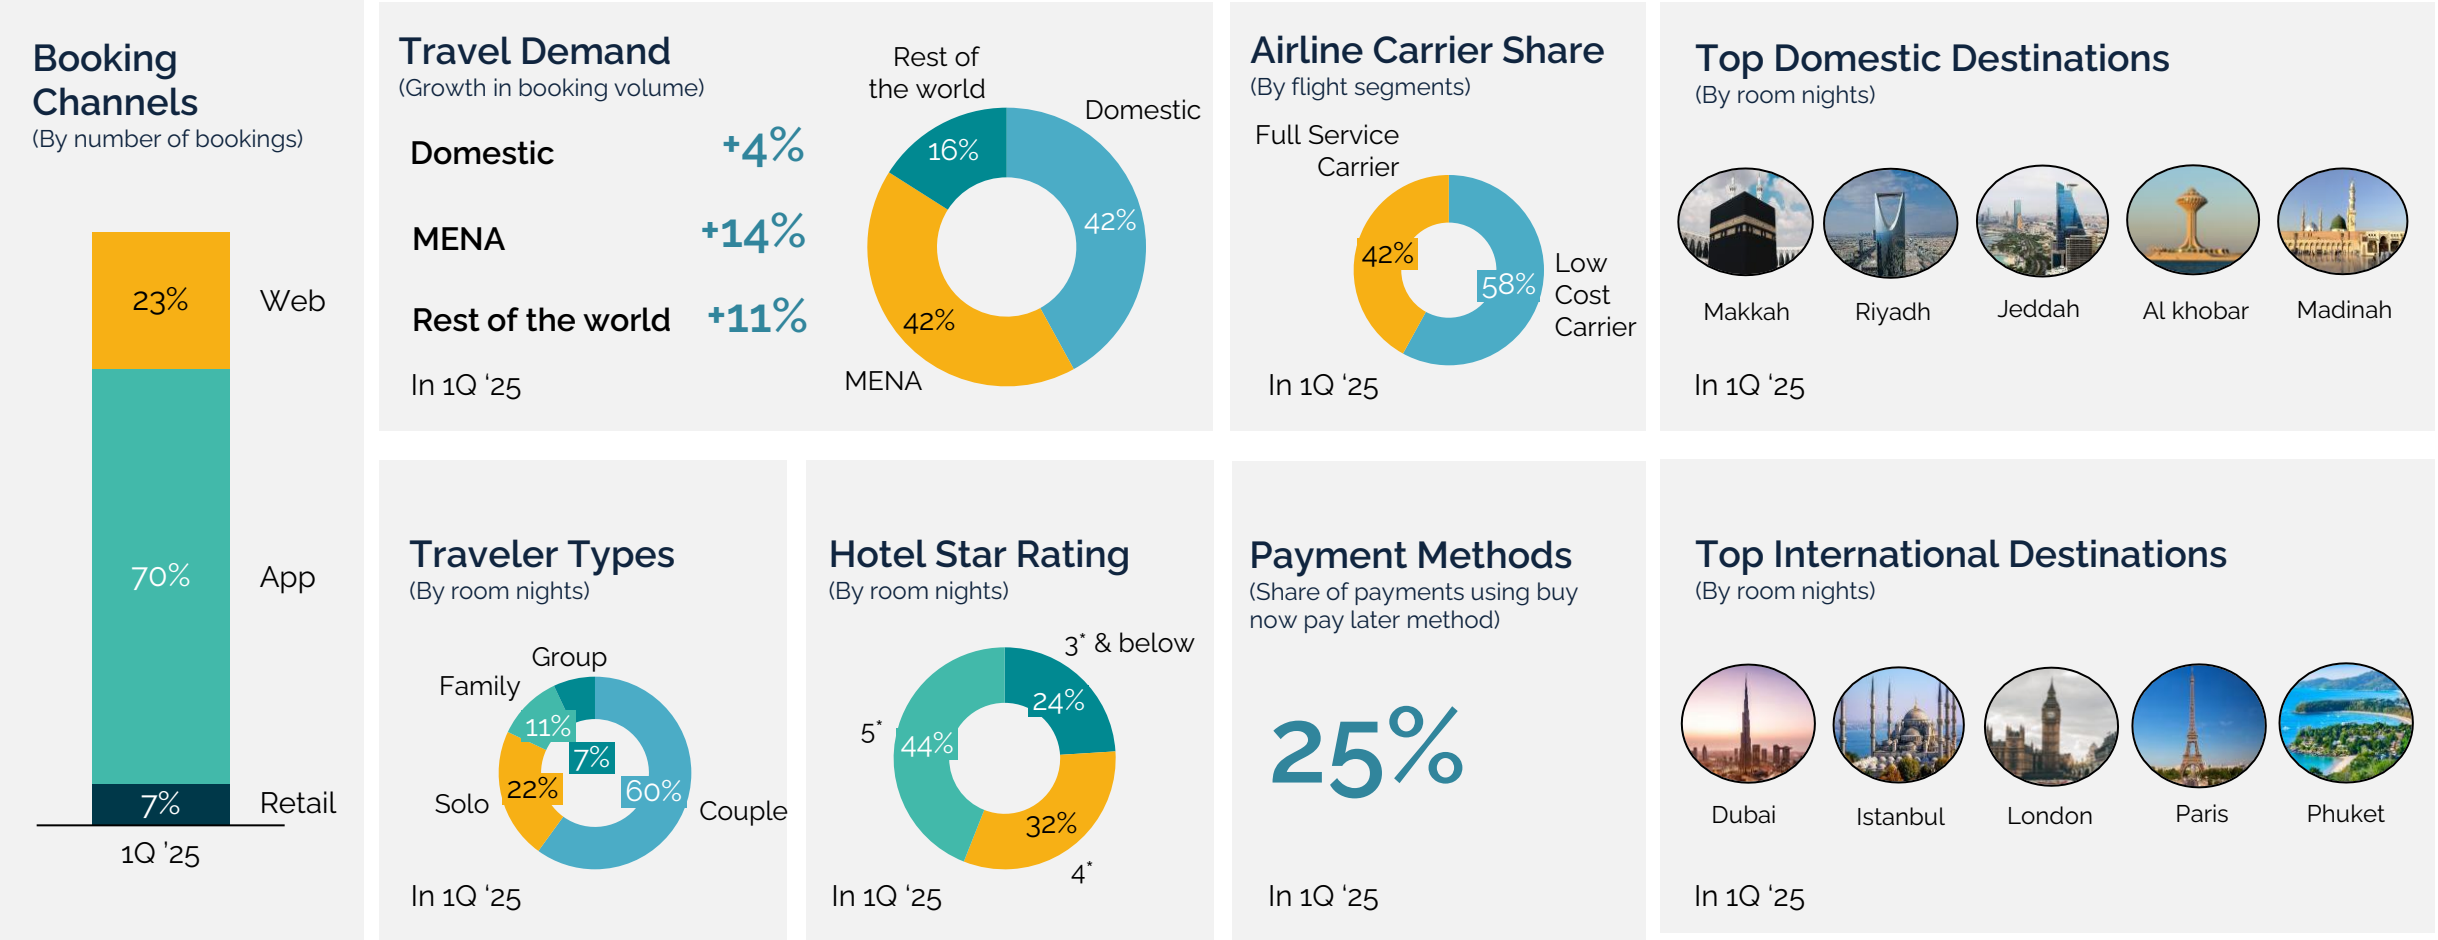 Booking
Channels
(By number of bookings)
23%
Web
70%
App
7%
Retail
1Q ’25
Travel Demand
(Growth in booking volume)
Domestic +4%
MENA +14%
Rest of the world +11%
In 1Q ‘25
Rest of
the world
Domestic
16%
42%
42%
MENA
Airline Carrier Share
(By flight segments)
Full Service
Carrier
42%
58%
Low
Cost
Carrier
In 1Q ‘25
Top Domestic Destinations
(By room nights)
Makkah Riyadh Jeddah Al khobar Madinah
In 1Q ‘25
Traveler Types
(By room nights)
Group
Family
11%
7%
22%
60%
Solo
Couple
In 1Q ‘25
Hotel Star Rating
(By room nights)
3* & below
24%
5*
44%
32%
4*
In 1Q ‘25
Payment Methods
(Share of payments using buy
now pay later method)
25%
In 1Q ‘25
Top International Destinations
(By room nights)
Dubai Istanbul London Paris Phuket
In 1Q ‘25